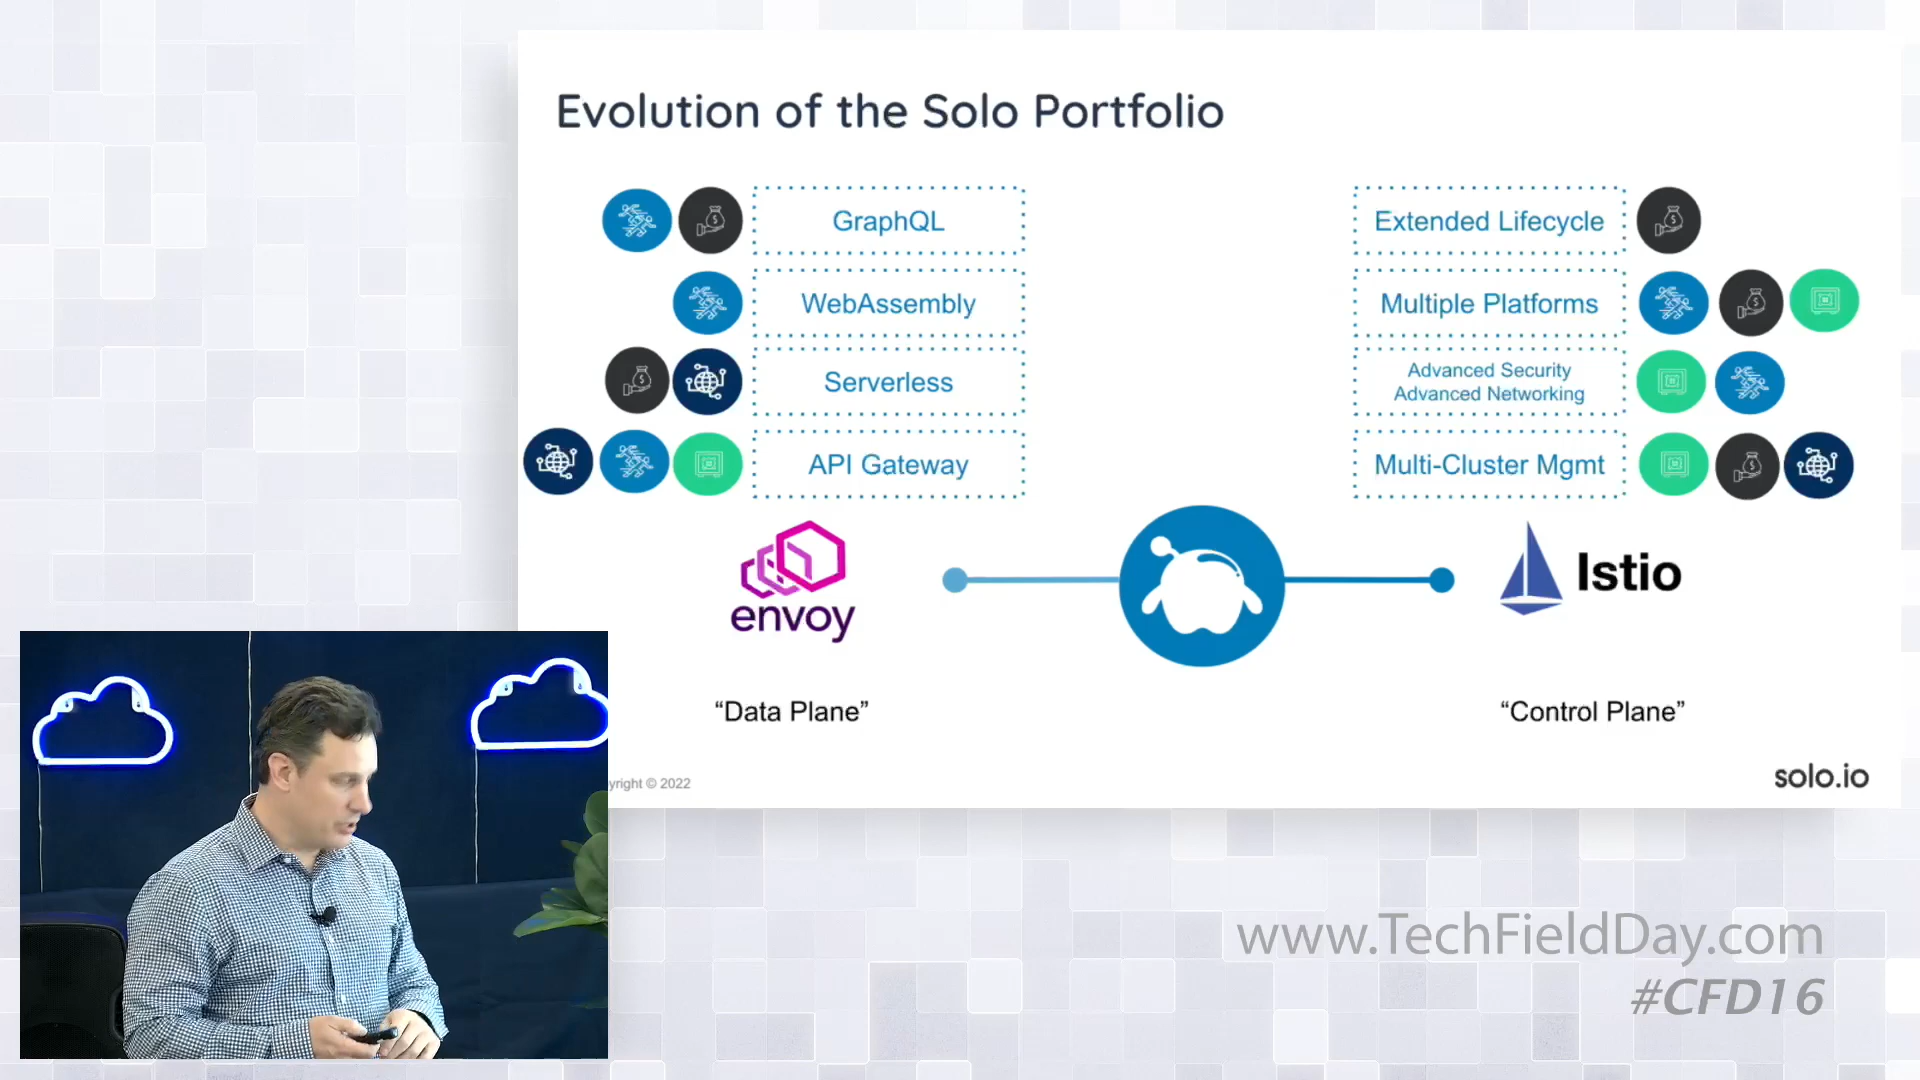 Evolution of the Solo Portfolio
GraphQL
WebAssembly
Serverless
API Gateway
Extended Lifecycle
Multiple Platforms
Advanced Security
Advanced Networking
Multi-Cluster Mgmt
envoy
Istio
“Data Plane”
“Control Plane”
yright © 2022
solo.io
www.TechFieldDay.com
#CFD16